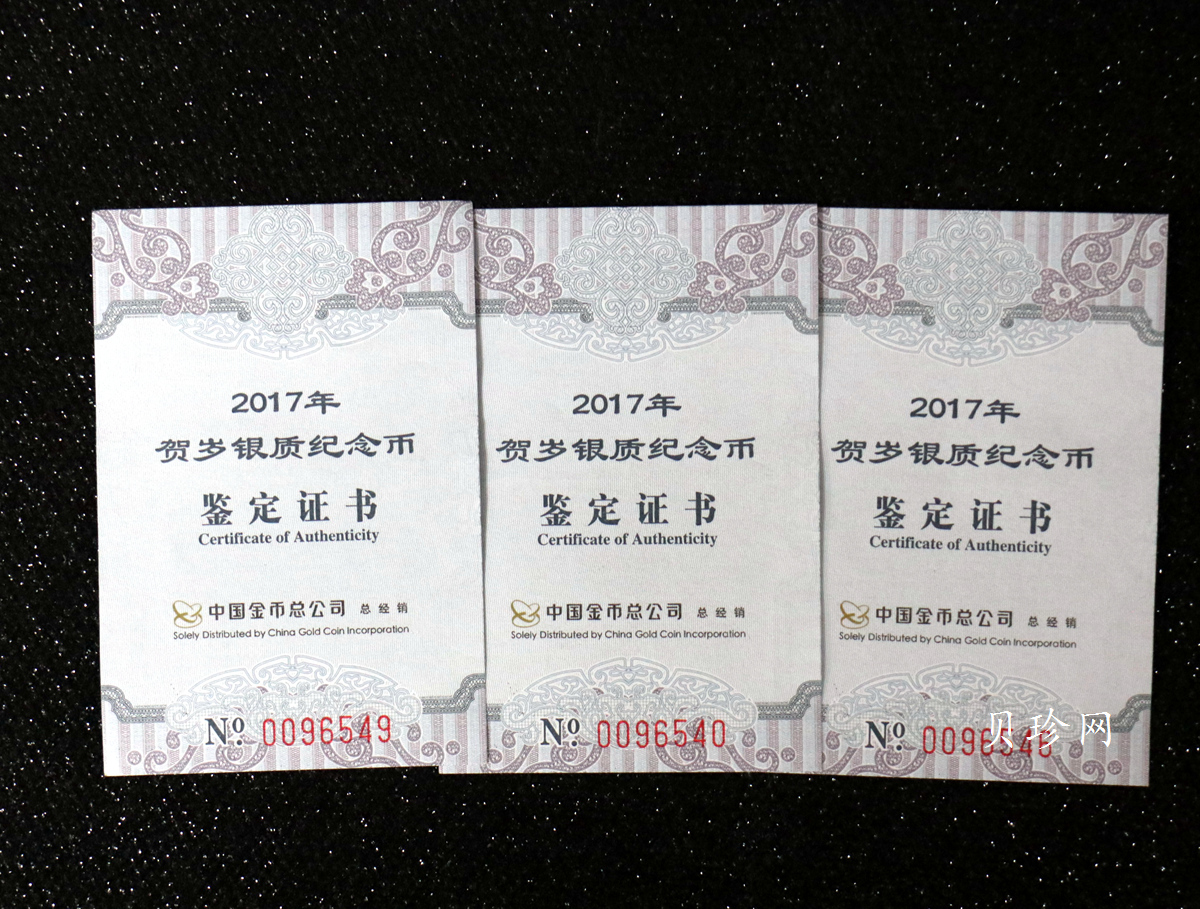 2017年
贺岁银质纪念币
鉴定证书
Certificate of Authenticity
中国金币总公司 总经销
Solely Distributed by China Gold Coin Incorporation
No. 0096549
2017年
贺岁银质纪念币
鉴定证书
Certificate of Authenticity
中国金币总公司 总经销
Solely Distributed by China Gold Coin Incorporation
No. 0096540
2017年
贺岁银质纪念币
鉴定证书
Certificate of Authenticity
中国金币总公司 总经销
Solely Distributed by China Gold Coin Incorporation
No.
贝珍网